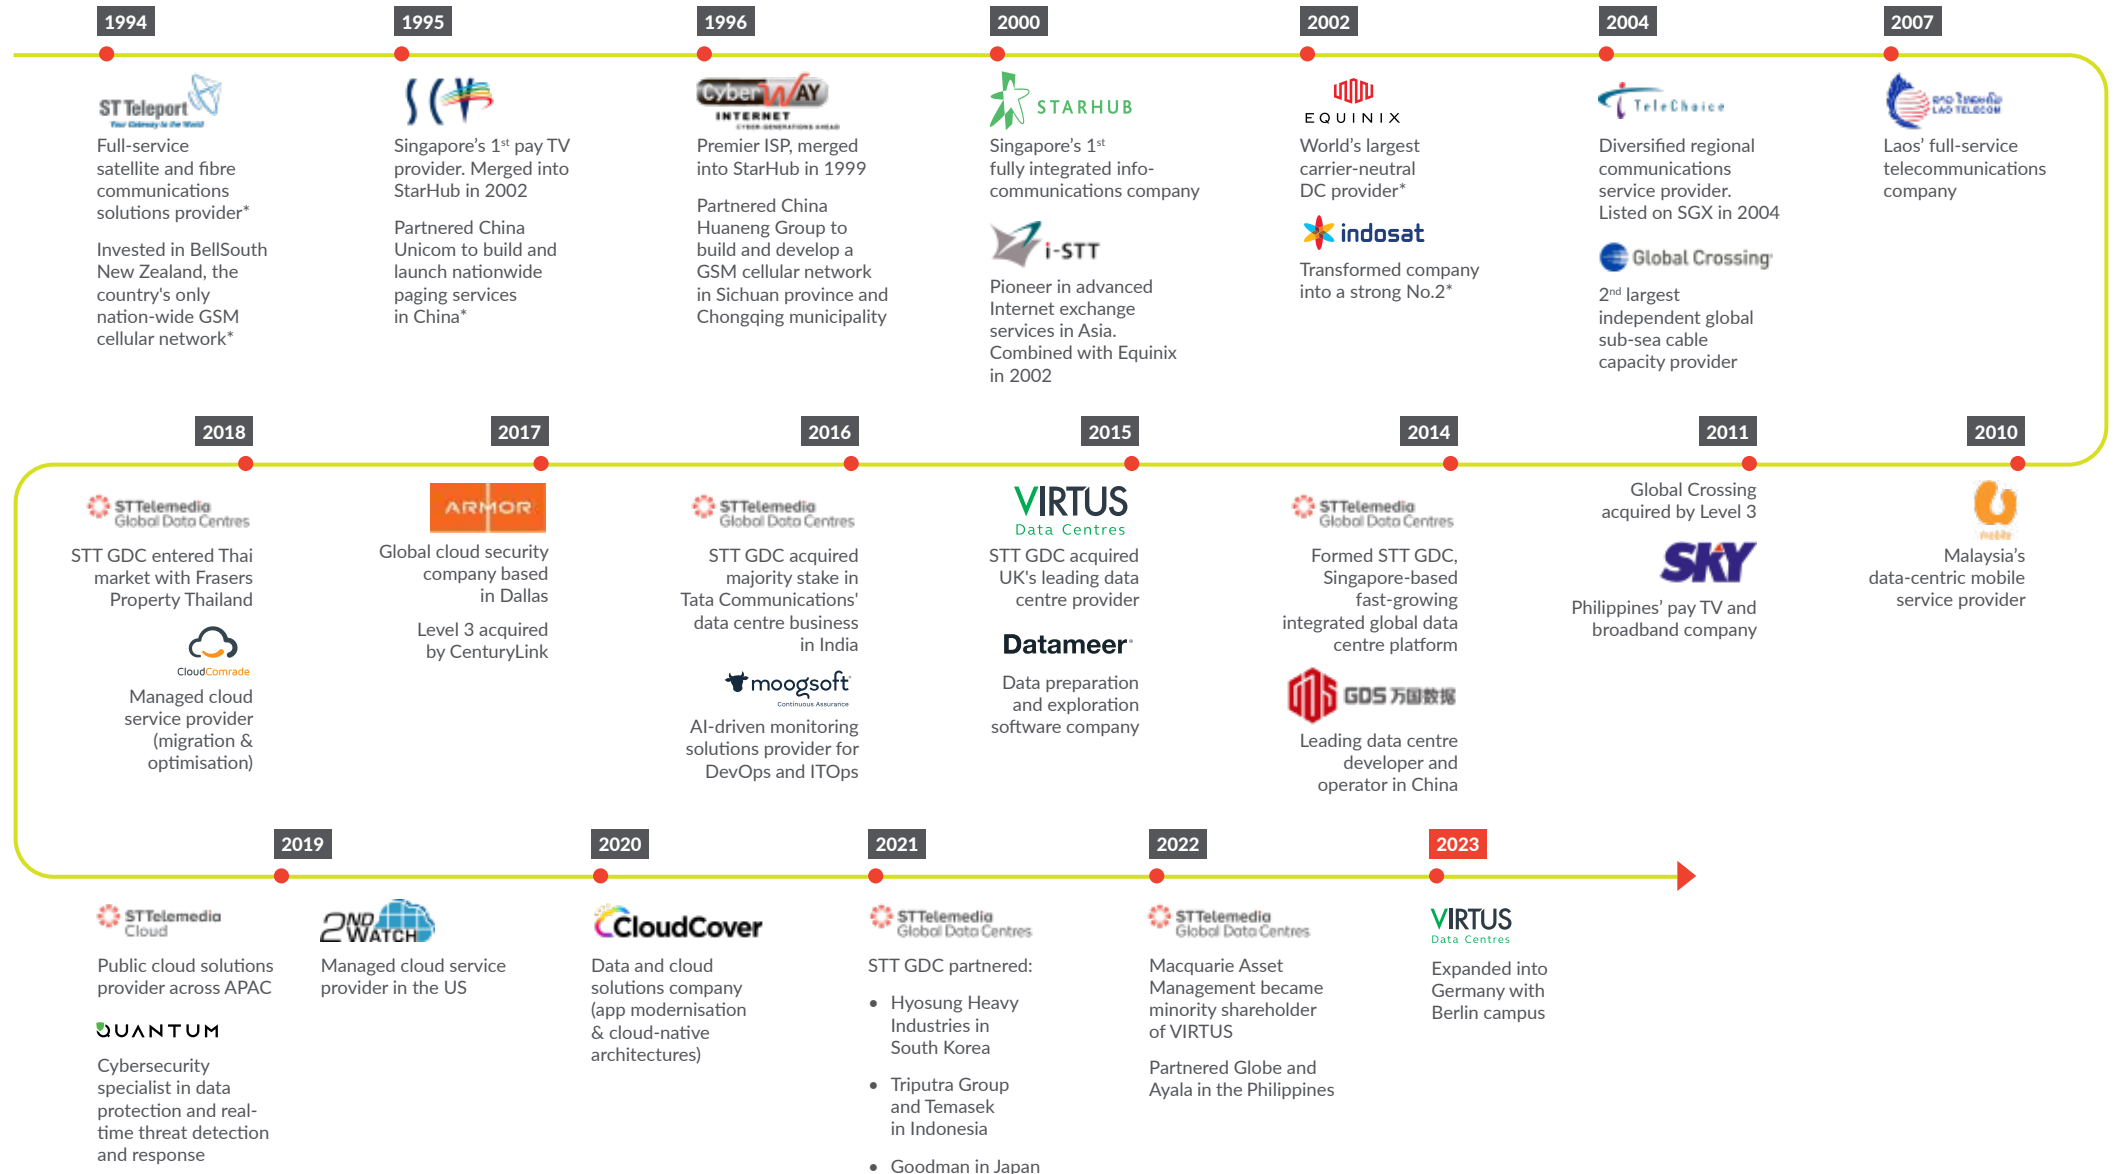 1994
ST Teleport
Your Gateway to the World
Full-service
satellite and fibre
communications
solutions provider*
Invested in BellSouth
New Zealand, the
country's only
nation-wide GSM
cellular network*
1995
SCV
Singapore's 1st pay TV
provider. Merged into
StarHub in 2002
Partnered China
Unicom to build and
launch nationwide
paging services
in China*
1996
CyberWAY
INTERNET
CYBER-GENERATIONS AHEAD
Premier ISP, merged
into StarHub in 1999
Partnered China
Huaneng Group to
build and develop a
GSM cellular network
in Sichuan province and
Chongqing municipality
2000
STARHUB
Singapore's 1st
fully integrated info-
communications company
i-STT
Pioneer in advanced
Internet exchange
services in Asia.
Combined with Equinix
in 2002
2002
EQUINIX
World's largest
carrier-neutral
DC provider*
indosat
Transformed company
into a strong No.2*
2004
TeleChoice
Diversified regional
communications
service provider.
Listed on SGX in 2004
Global Crossing
2nd largest
independent global
sub-sea cable
capacity provider
2007
LAO TELECOM
Laos' full-service
telecommunications
company
2010
mobile
Malaysia's
data-centric mobile
service provider
2011
Global Crossing
acquired by Level 3
SKY
Philippines' pay TV and
broadband company
2014
STTelemedia
Global Data Centres
Formed STT GDC,
Singapore-based
fast-growing
integrated global data
centre platform
GDS 万国数据
Leading data centre
developer and
operator in China
2015
VIRTUS
Data Centres
STT GDC acquired
UK's leading data
centre provider
Datameer
Data preparation
and exploration
software company
2016
STTelemedia
Global Data Centres
STT GDC acquired
majority stake in
Tata Communications'
data centre business
in India
moogsoft
Continuous Assurance
AI-driven monitoring
solutions provider for
DevOps and ITOps
2017
ARMOR
Global cloud security
company based
in Dallas
Level 3 acquired
by CenturyLink
2018
STTelemedia
Global Data Centres
STT GDC entered Thai
market with Frasers
Property Thailand
CloudComrade
Managed cloud
service provider
(migration &
optimisation)
2019
STTelemedia
Cloud
Public cloud solutions
provider across APAC
QUANTUM
Cybersecurity
specialist in data
protection and real-
time threat detection
and response
2ND
WATCH
Managed cloud service
provider in the US
2020
CloudCover
Data and cloud
solutions company
(app modernisation
& cloud-native
architectures)
2021
STTelemedia
Global Data Centres
STT GDC partnered:
• Hyosung Heavy
Industries in
South Korea
• Triputra Group
and Temasek
in Indonesia
• Goodman in Japan
2022
STTelemedia
Global Data Centres
Macquarie Asset
Management became
minority shareholder
of VIRTUS
Partnered Globe and
Ayala in the Philippines
2023
VIRTUS
Data Centres
Expanded into
Germany with
Berlin campus